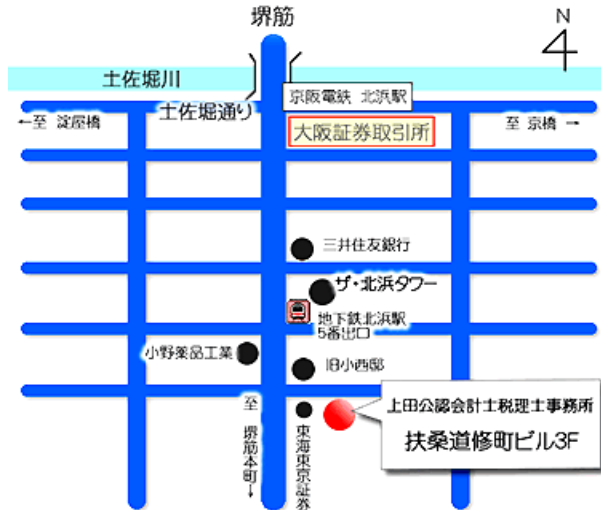 堺筋
N
土佐堀川
京阪電鉄 北浜駅
土佐堀通り
←至 淀屋橋
大阪証券取引所
至 京橋 →
三井住友銀行
ザ・北浜タワー
地下鉄北浜駅
5番出口
小野薬品工業
旧小西邸
上田公認会計士税理士事務所
扶桑道修町ビル3F
至 堺筋本町→
東海東京証券